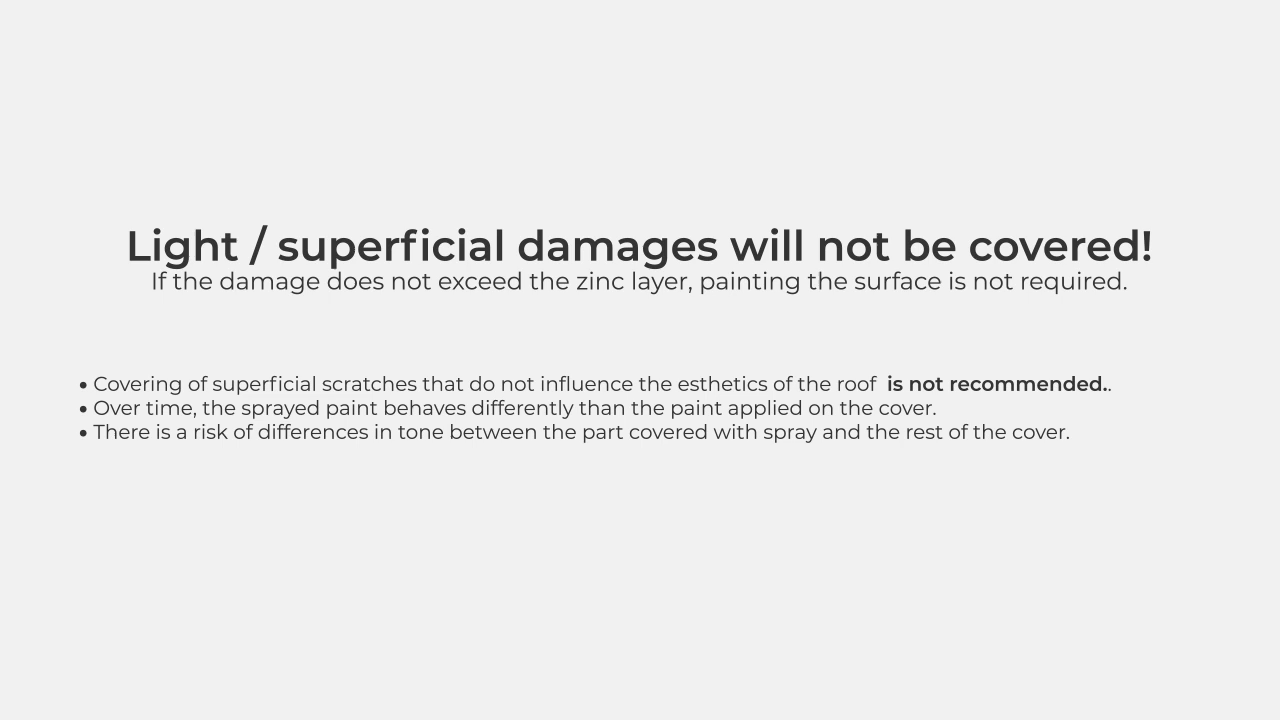 Light / superficial damages will not be covered!
If the damage does not exceed the zinc layer, painting the surface is not required.
• Covering of superficial scratches that do not influence the esthetics of the roof  is not recommended..
• Over time, the sprayed paint behaves differently than the paint applied on the cover.
• There is a risk of differences in tone between the part covered with spray and the rest of the cover.